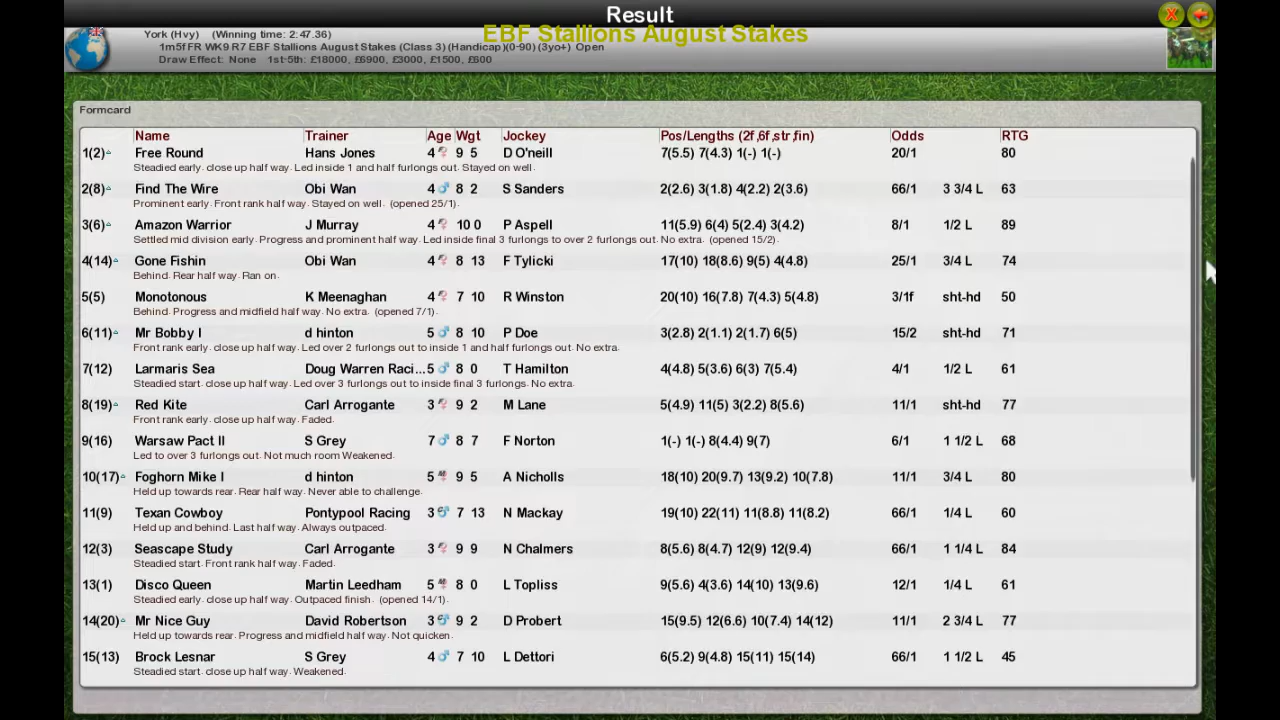 Result
EBF Stallions August Stakes
York (Hvy) (Winning time: 2:47.36)
1m5fFR WK9 R7 EBF Stallions August Stakes (Class 3) (Handicap)(0-90) (3yo+) Open
Draw Effect: None 1st-5th: £18000, £6900, £3000, £1500, £600
Formcard
Name Trainer Age Wgt Jockey Pos/Lengths (2f,6f,str,fin) Odds RTG
1(2) Free Round Hans Jones 4 9 5 D O'neill 7(5.5) 7(4.3) 1(-) 1(-) 20/1 80
Steadied early. close up half way. Led inside 1 and half furlongs out. Stayed on well.
2(8) Find The Wire Obi Wan 4 8 2 S Sanders 2(2.6) 3(1.8) 4(2.2) 2(3.6) 66/1 3 3/4 L 63
Prominent early. Front rank half way. Stayed on well. (opened 25/1).
3(6) Amazon Warrior J Murray 4 10 0 P Aspell 11(5.9) 6(4) 5(2.4) 3(4.2) 8/1 1/2 L 89
Settled mid division early. Progress and prominent half way. Led inside final 3 furlongs to over 2 furlongs out. No extra. (opened 15/2).
4(14) Gone Fishin Obi Wan 4 8 13 F Tylicki 17(10) 18(8.6) 9(5) 4(4.8) 25/1 3/4 L 74
Behind. Rear half way. Ran on.
5(5) Monotonous K Meenaghan 4 7 10 R Winston 20(10) 16(7.8) 7(4.3) 5(4.8) 3/1f sht-hd 50
Behind. Progress and midfield half way. No extra. (opened 7/1).
6(11) Mr Bobby I d hinton 5 8 10 P Doe 3(2.8) 2(1.1) 2(1.7) 6(5) 15/2 sht-hd 71
Front rank early. close up half way. Led over 2 furlongs out to inside 1 and half furlongs out. No extra.
7(12) Larmaris Sea Doug Warren Raci... 5 8 0 T Hamilton 4(4.8) 5(3.6) 6(3) 7(5.4) 4/1 1/2 L 61
Steadied start. close up half way. Led over 3 furlongs out to inside final 3 furlongs. No extra.
8(19) Red Kite Carl Arrogante 3 9 2 M Lane 5(4.9) 11(5) 3(2.2) 8(5.6) 11/1 sht-hd 77
Front rank early. close up half way. Faded.
9(16) Warsaw Pact II S Grey 7 8 7 F Norton 1(-) 1(-) 8(4.4) 9(7) 6/1 1 1/2 L 68
Led to over 3 furlongs out. Not much room Weakened.
10(17) Foghorn Mike I d hinton 5 9 5 A Nicholls 18(10) 20(9.7) 13(9.2) 10(7.8) 11/1 3/4 L 80
Held up towards rear. Rear half way. Never able to challenge.
11(9) Texan Cowboy Pontypool Racing 3 7 13 N Mackay 19(10) 22(11) 11(8.8) 11(8.2) 66/1 1/4 L 60
Held up and behind. Last half way. Always outpaced.
12(3) Seascape Study Carl Arrogante 3 9 9 N Chalmers 8(5.6) 8(4.7) 12(9) 12(9.4) 66/1 1 1/4 L 84
Steadied start. Front rank half way. Faded.
13(1) Disco Queen Martin Leedham 5 8 0 L Topliss 9(5.6) 4(3.6) 14(10) 13(9.6) 12/1 1/4 L 61
Steadied early. close up half way. Outpaced finish. (opened 14/1).
14(20) Mr Nice Guy David Robertson 3 9 2 D Probert 15(9.5) 12(6.6) 10(7.4) 14(12) 11/1 2 3/4 L 77
Held up towards rear. Progress and midfield half way. Not quicken.
15(13) Brock Lesnar S Grey 4 7 10 L Dettori 6(5.2) 9(4.8) 15(11) 15(14) 66/1 1 1/2 L 45
Steadied start. close up half way. Weakened.